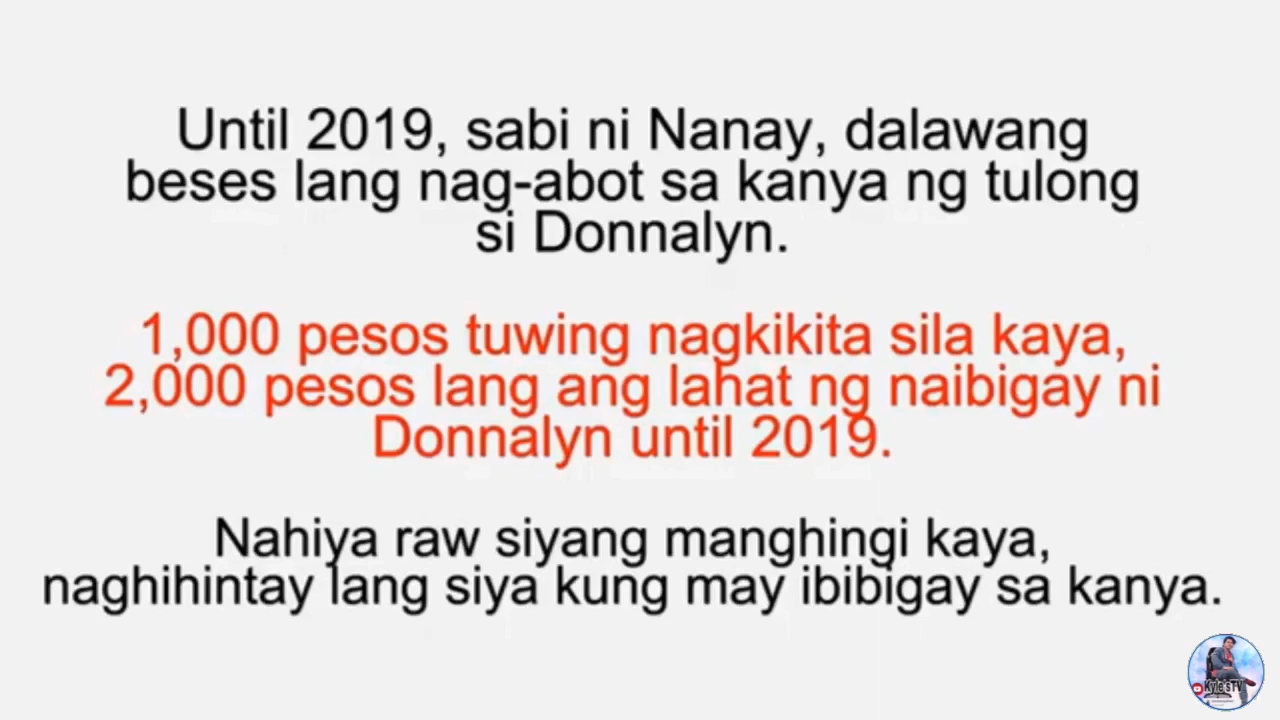 Until 2019, sabi ni Nanay, dalawang
beses lang nag-abot sa kanya ng tulong
si Donnalyn.
1,000 pesos tuwing nagkikita sila kaya,
2,000 pesos lang ang lahat ng naibigay ni
Donnalyn until 2019.
Nahiya raw siyang manghingi kaya,
naghihintay lang siya kung may ibibigay sa kanya.
Kyle'sTV